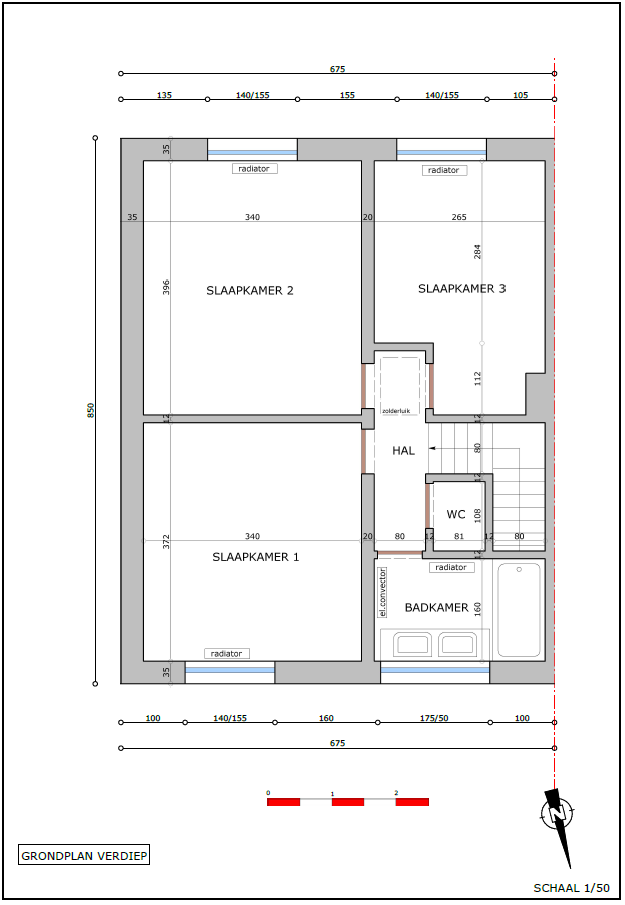 675
135 140/155 155 140/155 105
35
radiator radiator
35 340 20 265
284
396
SLAAPKAMER 2 SLAAPKAMER 3
112
850
zolderluik
12 12
HAL 80
12
WC 108
372
340 20 80 12 81 12 80
SLAAPKAMER 1
12
radiator
el.convector
BADKAMER 160
radiator
35
100 140/155 160 175/50 100
675
0 1 2
N
GRONDPLAN VERDIEP
SCHAAL 1/50